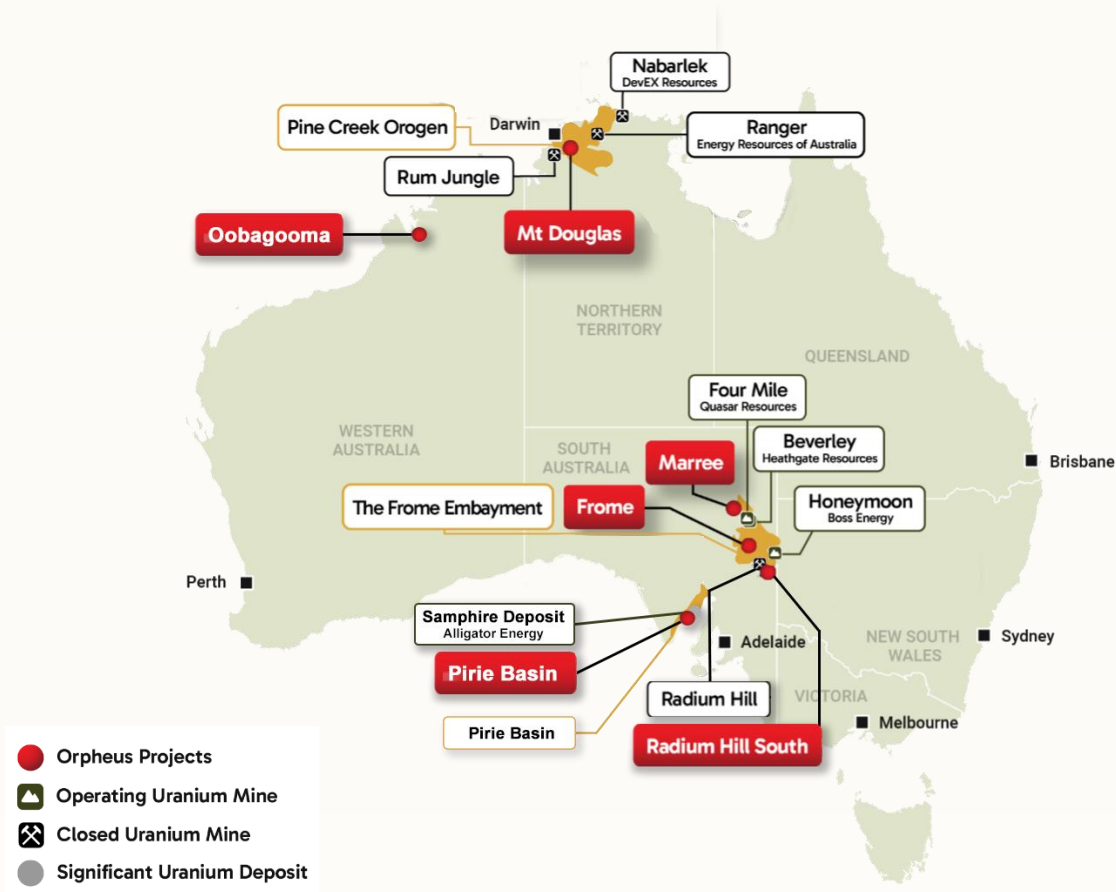 Nabarlek
DevEX Resources
Pine Creek Orogen
Darwin
Ranger
Energy Resources of Australia
Rum Jungle
Oobagooma
Mt Douglas
NORTHERN
TERRITORY
QUEENSLAND
Four Mile
Quasar Resources
WESTERN
AUSTRALIA
SOUTH
AUSTRALIA
Marree
Beverley
Heathgate Resources
Brisbane
The Frome Embayment
Frome
Honeymoon
Boss Energy
Perth
Samphire Deposit
Alligator Energy
Adelaide
NEW SOUTH
WALES
Sydney
Pirie Basin
Radium Hill
VICTORIA
Pirie Basin
Radium Hill South
Melbourne
Orpheus Projects
Operating Uranium Mine
Closed Uranium Mine
Significant Uranium Deposit